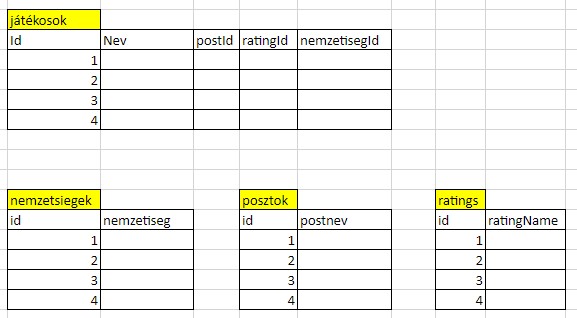 játékosok
Id Nev postId ratingId nemzetisegId
1
2
3
4
nemzetsiegek posztok ratings
id nemzetiseg id postnev id ratingName
1 1 1
2 2 2
3 3 3
4 4 4